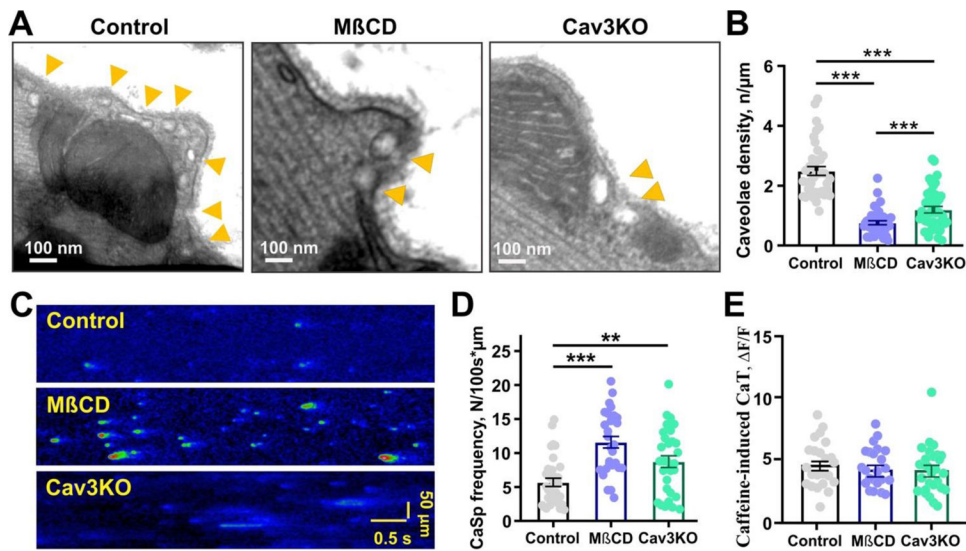 A
Control
MßCD
Cav3KO
100 nm
100 nm
100 nm
B
Caveolae density, n/µm
6
4
2
0
***
***
***
Control
MßCD
Cav3KO
C
Control
MßCD
Cav3KO
50 µm
0.5 s
D
CaSp frequency, N/100s*µm
25
20
15
10
5
0
**
***
Control
MßCD
Cav3KO
E
Caffeine-induced CaT, ΔF/F
15
10
5
0
Control
MßCD
Cav3KO